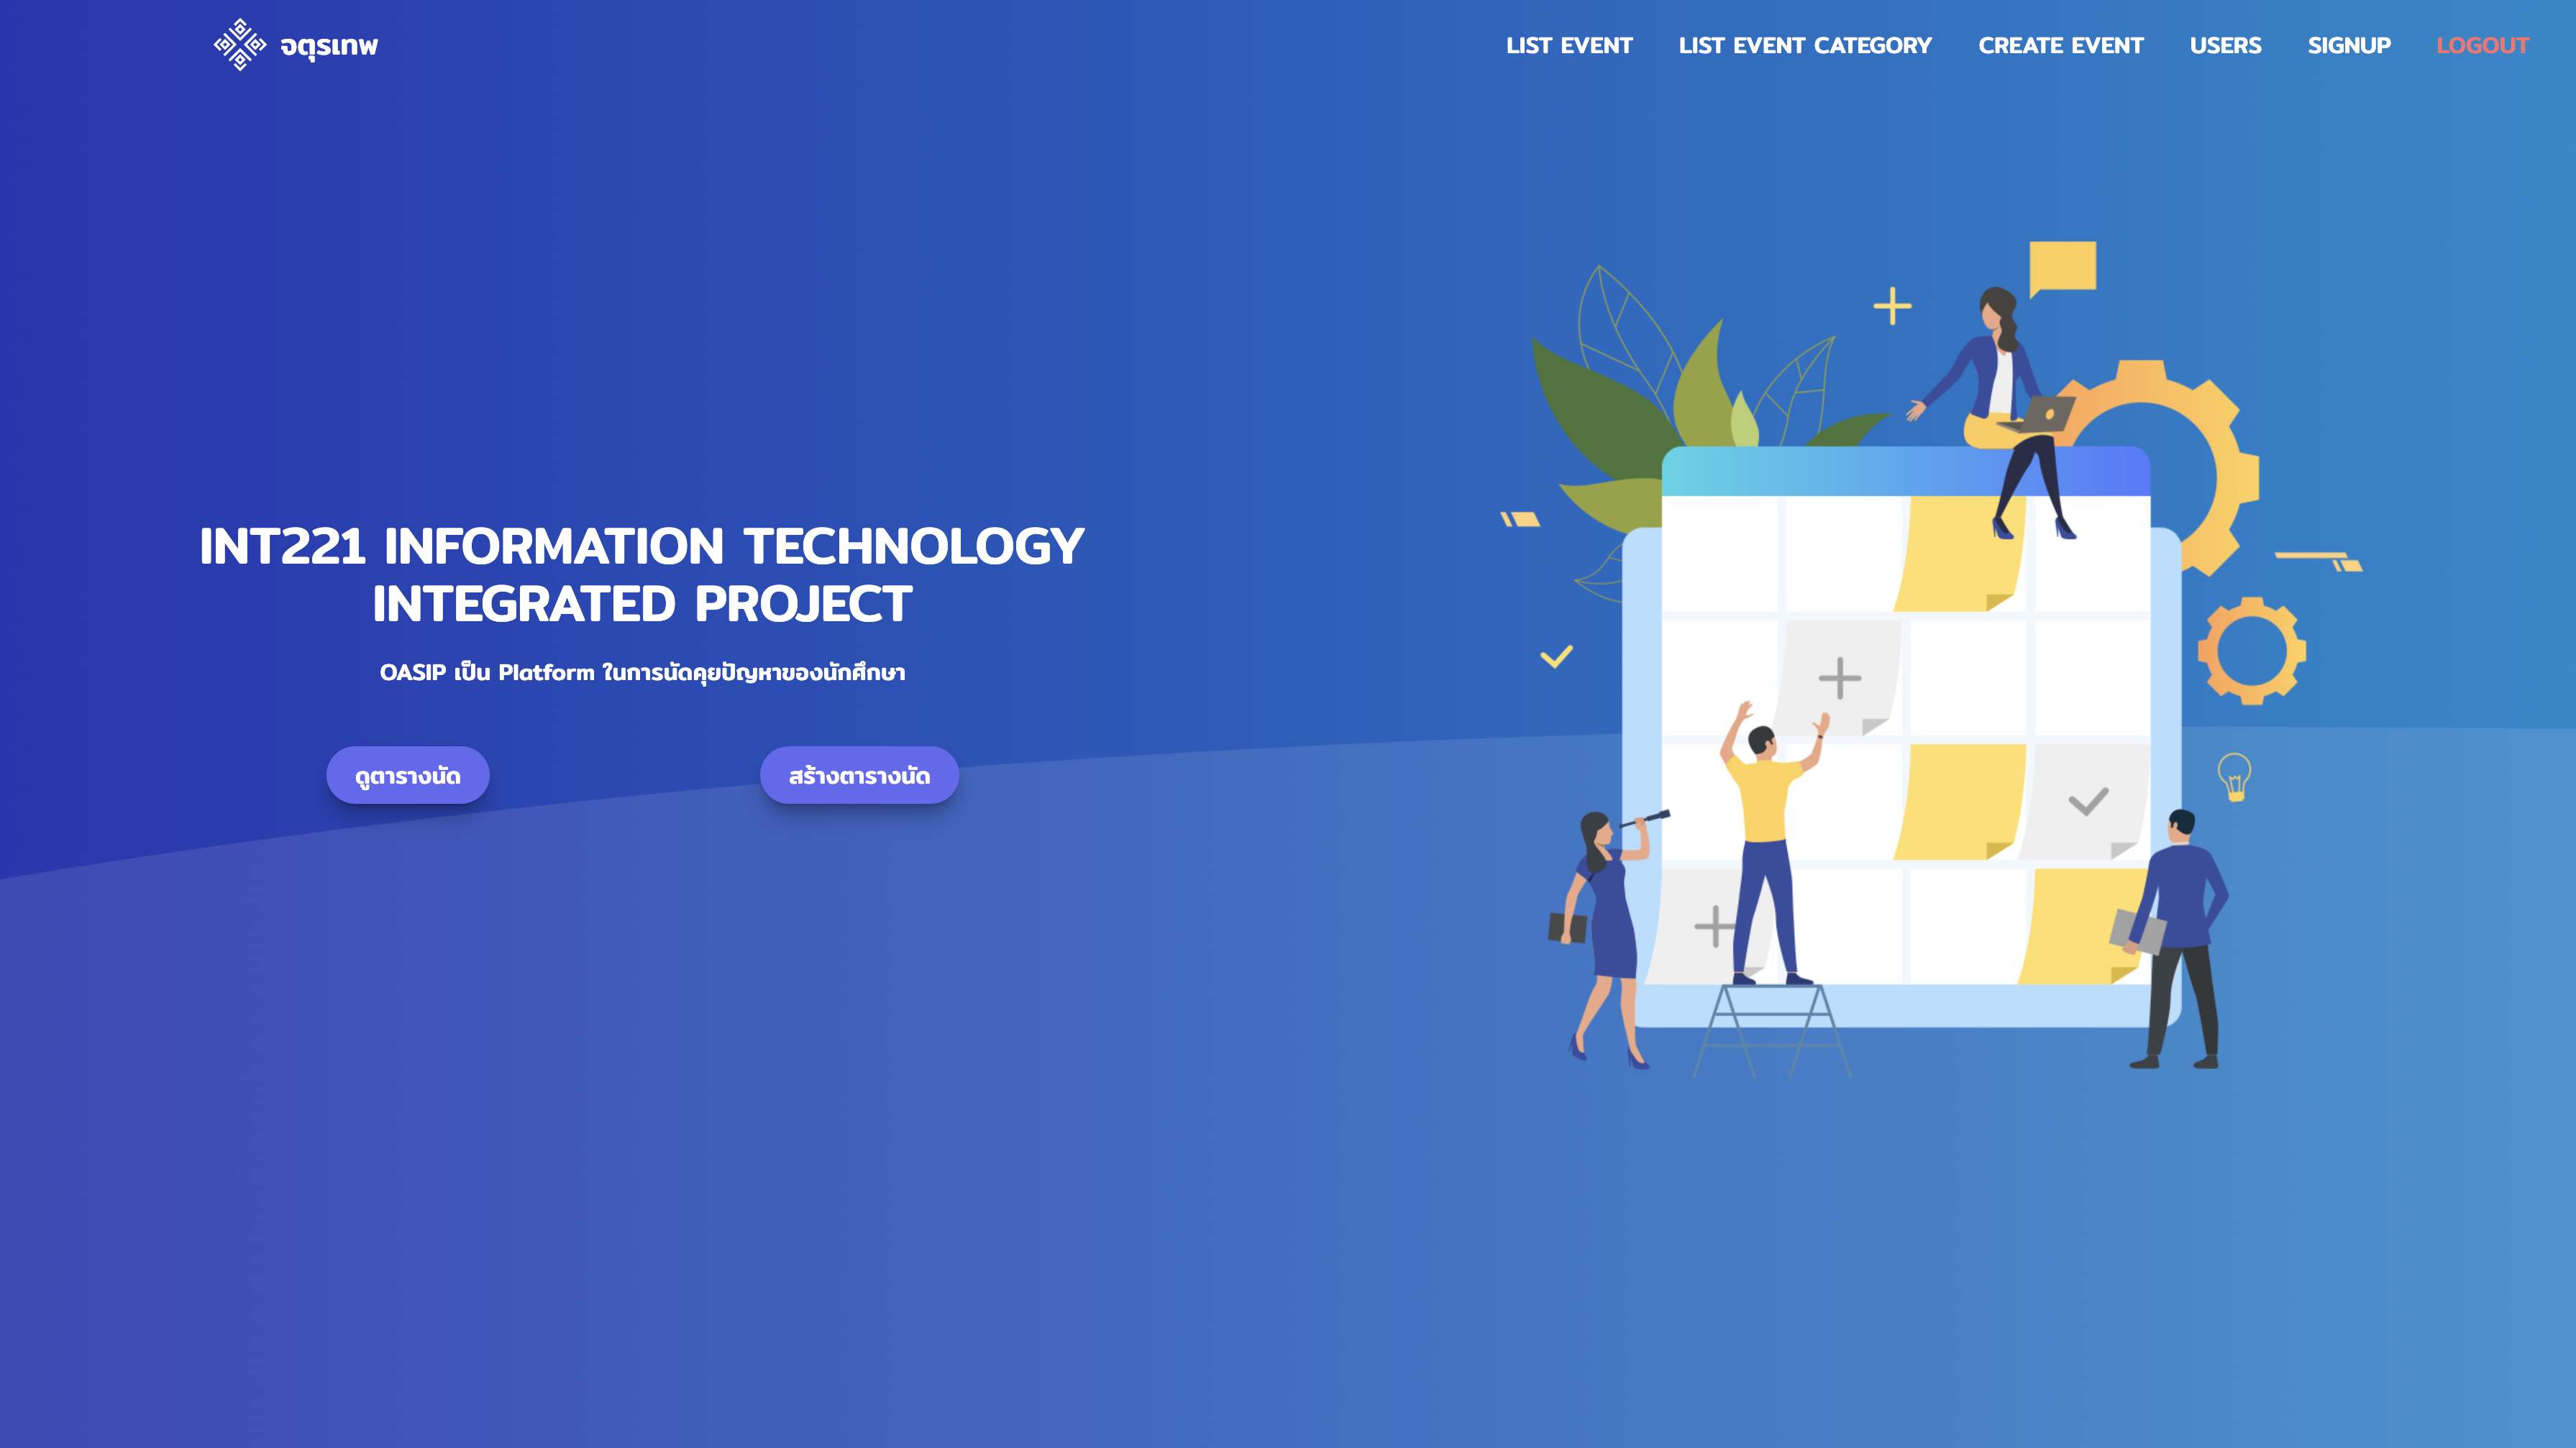 จตุรเทพ
LIST EVENT LIST EVENT CATEGORY CREATE EVENT USERS SIGNUP LOGOUT
INT221 INFORMATION TECHNOLOGY
INTEGRATED PROJECT
OASIP เป็น Platform ในการนัดคุยปัญหาของนักศึกษา
ดูตารางนัด
สร้างตารางนัด